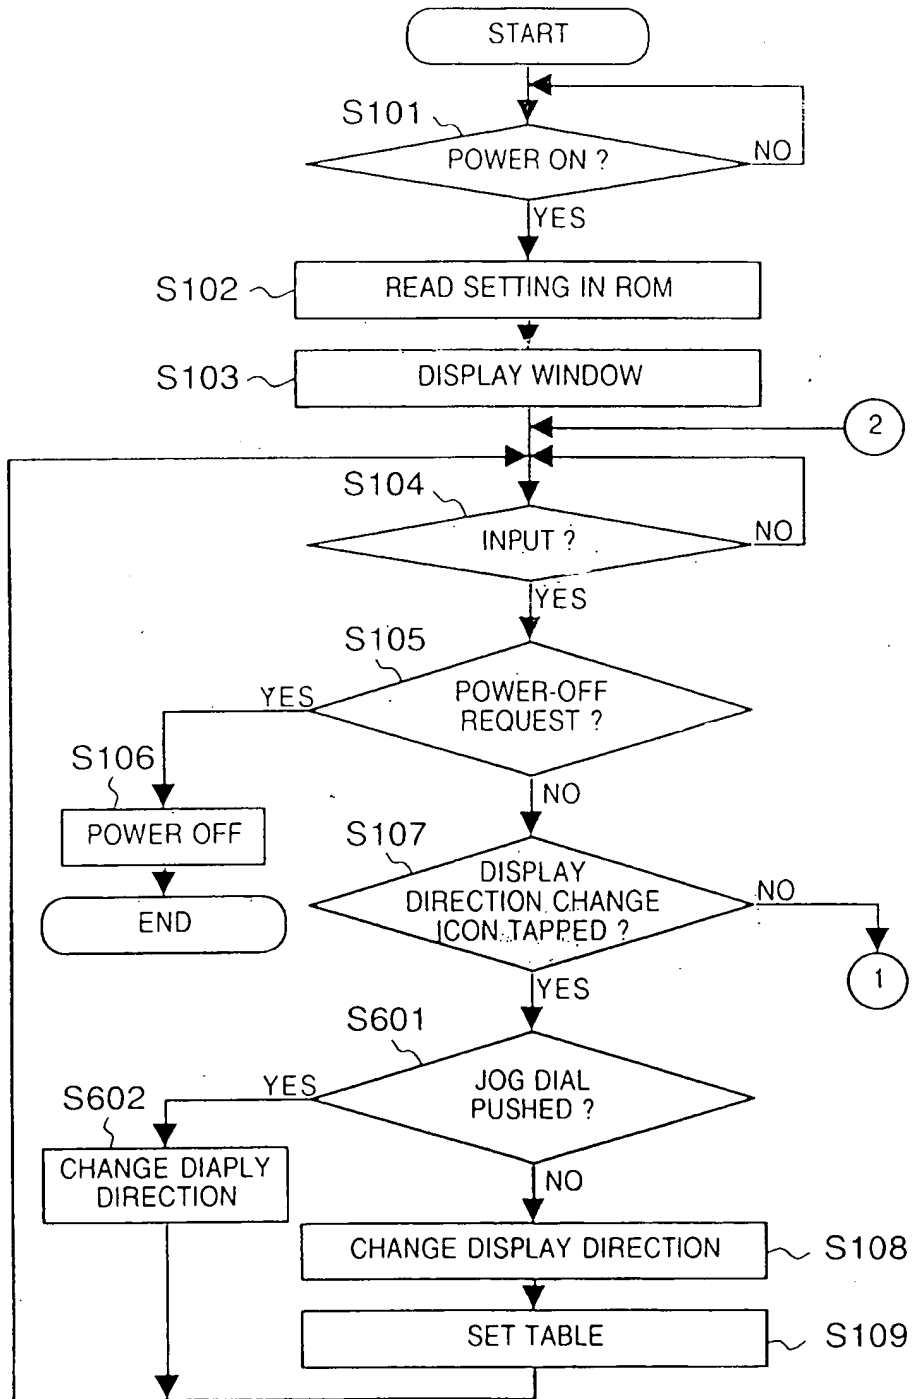 START
S101
POWER ON ?
NO
YES
S102
READ SETTING IN ROM
S103
DISPLAY WINDOW
2
S104
INPUT ?
NO
YES
S105
POWER-OFF
REQUEST ?
YES
S106
POWER OFF
END
NO
S107
DISPLAY
DIRECTION CHANGE
ICON TAPPED ?
NO
1
YES
S601
JOG DIAL
PUSHED ?
YES
S602
CHANGE DIAPLY
DIRECTION
NO
CHANGE DISPLAY DIRECTION
S108
SET TABLE
S109